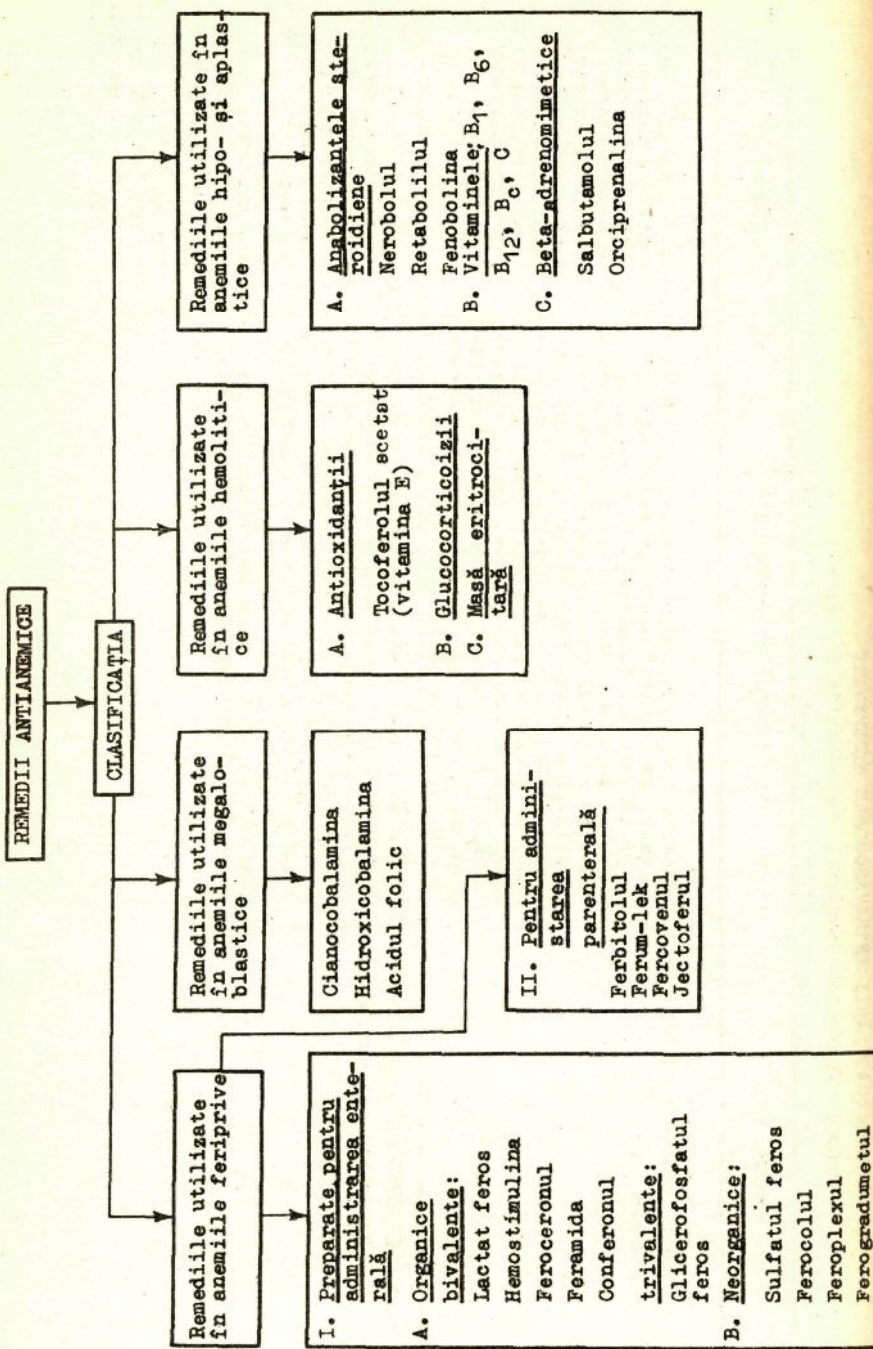 REMEDII ANTIANEMICE
CLASIFICAŢIA
Remediile utilizate
în anemiile feriprive
I. Preparate pentru
administrarea ente-
rală
A. Organice
bivalente:
Lactat feros
Hemostimulina
Feroceronul
Feramida
Conferonul
trivalente:
Glicerofosfatul
feros
B. Neorganice:
Sulfatul feros
Ferocolul
Feroplexul
Ferogradumetul
II. Pentru admini-
starea
parenterală
Ferbitolul
Ferum-lek
Fercovenul
Jectoferul
Remediile utilizate
în anemiile megalo-
blastice
Cianocobalamina
Hidroxicobalamina
Acidul folic
Remediile utilizate
în anemiile hemoliti-
ce
A. Antioxidanţii
Tocoferolul acetat
(vitamina E)
B. Glucocorticoizii
C. Masă eritroci-
tară
Remediile utilizate în
anemiile hipo- şi aplas-
tice
A. Anabolizantele ste-
roidiene
Nerobolul
Retabolilul
Fenobolina
B. Vitaminele; B1, B6,
B12, Bc, C
C. Beta-adrenomimetice
Salbutamolul
Orciprenalina